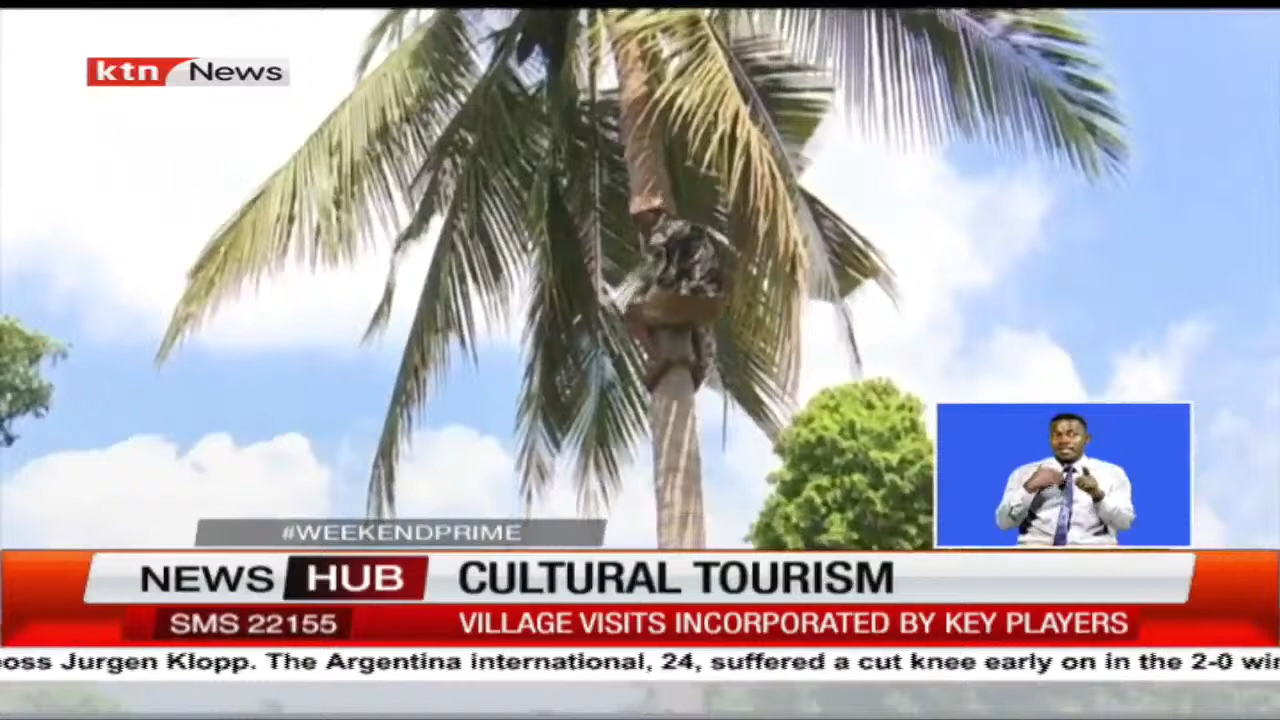 ktn News
#WEEKENDPRIME
NEWS HUB CULTURAL TOURISM
SMS 22155 VILLAGE VISITS INCORPORATED BY KEY PLAYERS
Jurgen Klopp. The Argentina international, 24, suffered a cut knee early on in the 2-0